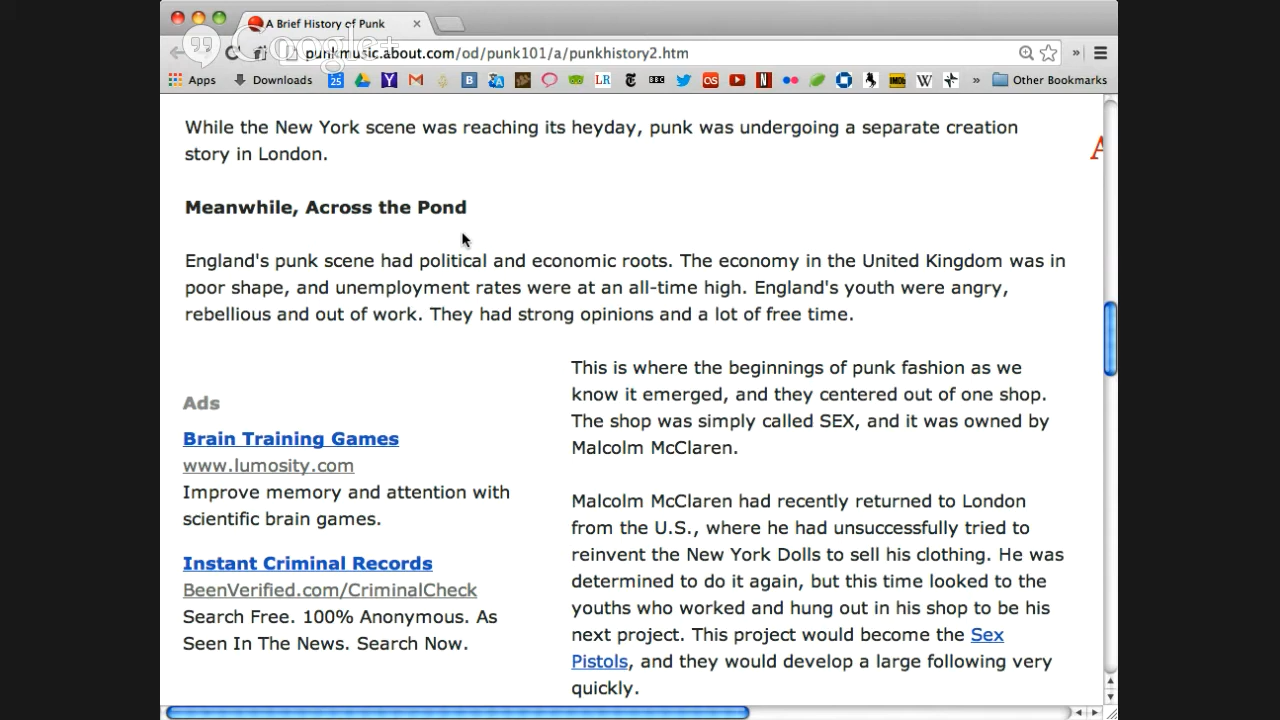 A Brief History of Punk
Google+
punkmusic.about.com/od/punk101/a/punkhistory2.htm
Apps
Downloads
25
Y
B
LR
BBC
os
N
IMDb
W
»
Other Bookmarks
While the New York scene was reaching its heyday, punk was undergoing a separate creation
story in London.
A
Meanwhile, Across the Pond
England's punk scene had political and economic roots. The economy in the United Kingdom was in
poor shape, and unemployment rates were at an all-time high. England's youth were angry,
rebellious and out of work. They had strong opinions and a lot of free time.
Ads
Brain Training Games
www.lumosity.com
Improve memory and attention with
scientific brain games.
Instant Criminal Records
BeenVerified.com/CriminalCheck
Search Free. 100% Anonymous. As
Seen In The News. Search Now.
This is where the beginnings of punk fashion as we
know it emerged, and they centered out of one shop.
The shop was simply called SEX, and it was owned by
Malcolm McClaren.
Malcolm McClaren had recently returned to London
from the U.S., where he had unsuccessfully tried to
reinvent the New York Dolls to sell his clothing. He was
determined to do it again, but this time looked to the
youths who worked and hung out in his shop to be his
next project. This project would become the Sex
Pistols, and they would develop a large following very
quickly.